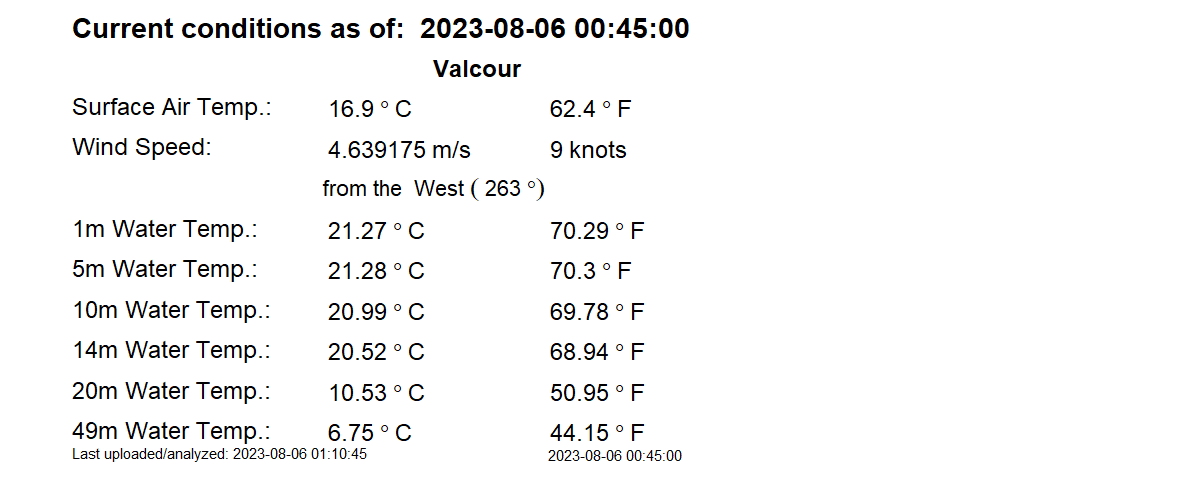 Current conditions as of: 2023-08-06 00:45:00
Valcour
Surface Air Temp.: 16.9 ° C 62.4 ° F
Wind Speed: 4.639175 m/s 9 knots
from the West ( 263 °)
1m Water Temp.: 21.27 ° C 70.29 ° F
5m Water Temp.: 21.28 ° C 70.3 ° F
10m Water Temp.: 20.99 ° C 69.78 ° F
14m Water Temp.: 20.52 ° C 68.94 ° F
20m Water Temp.: 10.53 ° C 50.95 ° F
49m Water Temp.: 6.75 ° C 44.15 ° F
Last uploaded/analyzed: 2023-08-06 01:10:45 2023-08-06 00:45:00